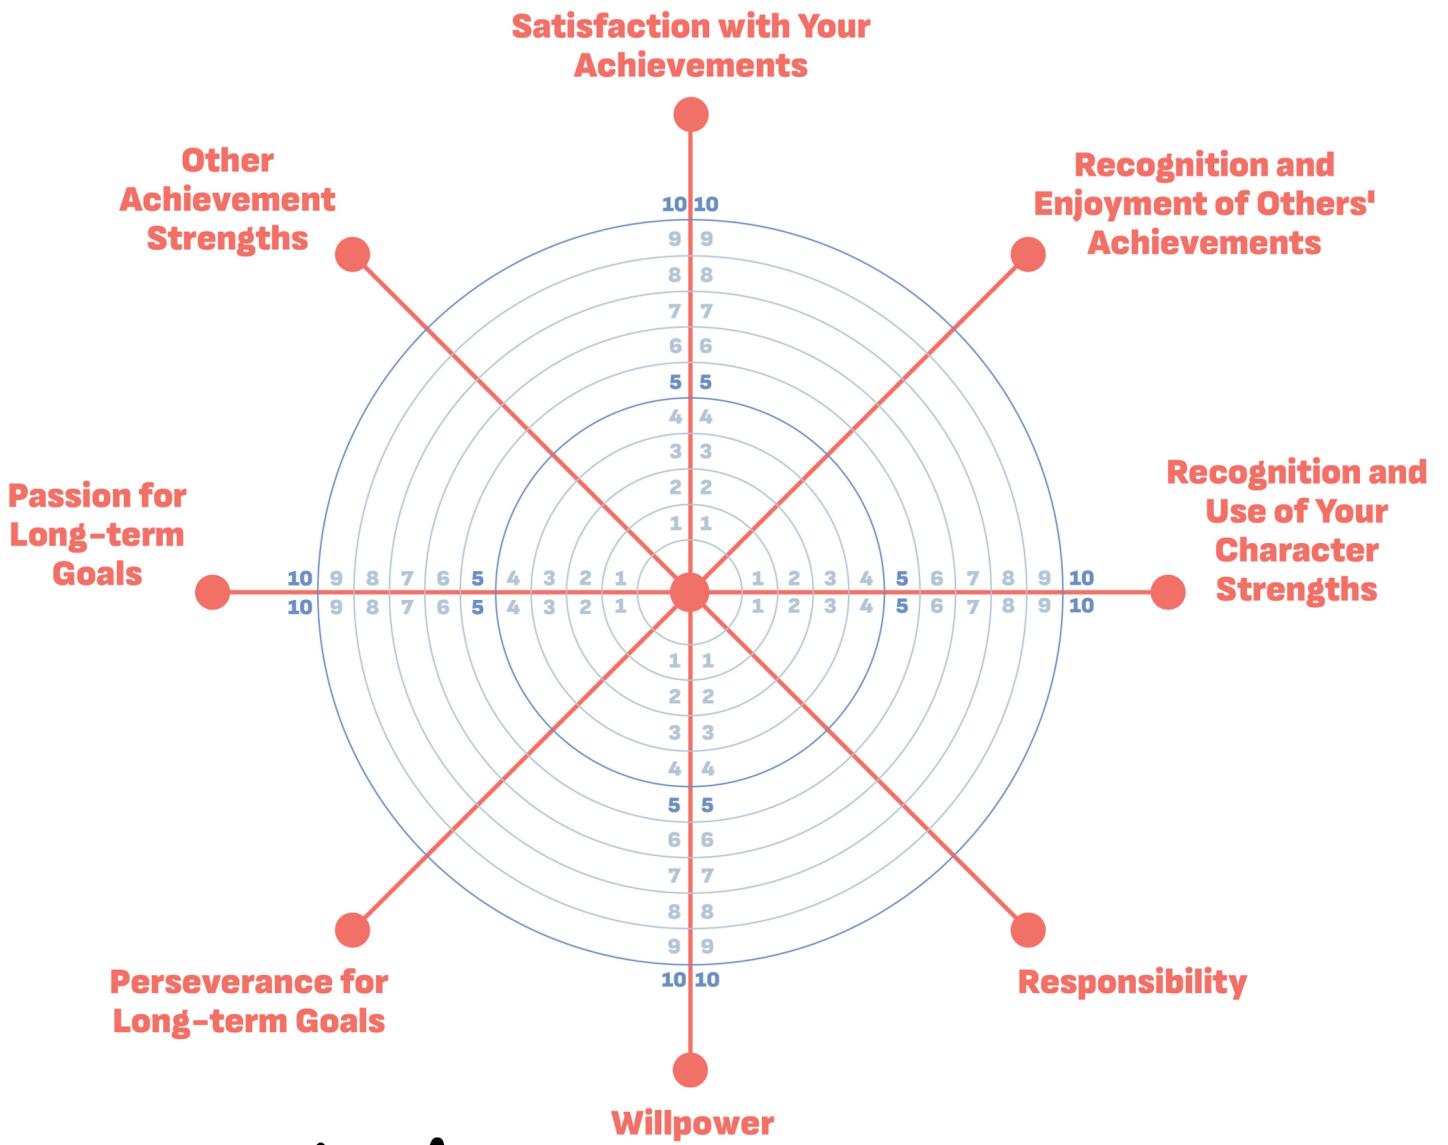 Satisfaction with Your
Achievements
Other
Achievement
Strengths
Recognition and
Enjoyment of Others'
Achievements
10 10
9 9
8 8
7 7
6 6
5 5
4 4
3 3
2 2
1 1
Passion for
Long-term
Goals
Recognition and
Use of Your
Character
Strengths
10 9 8 7 6 5 4 3 2 1 1 2 3 4 5 6 7 8 9 10
10 9 8 7 6 5 4 3 2 1 1 2 3 4 5 6 7 8 9 10
1 1
2 2
3 3
4 4
5 5
6 6
7 7
8 8
9 9
10 10
Perseverance for
Long-term Goals
Responsibility
Willpower